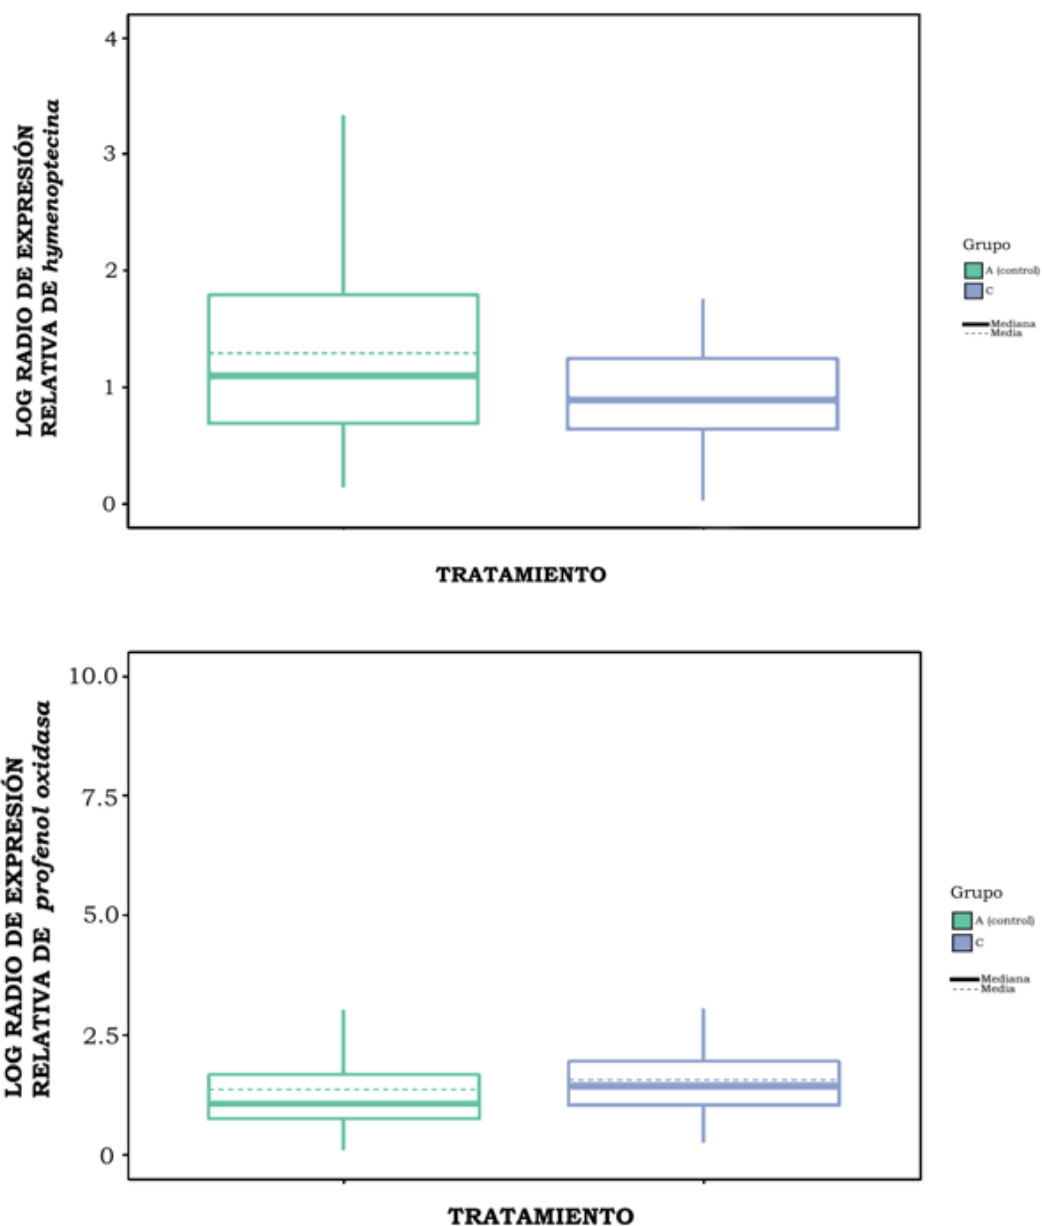 LOG RADIO DE EXPRESIÓN
RELATIVA DE hymenoptecina
4
3
2
1
0
TRATAMIENTO
Grupo
A (control)
C
Mediana
Media
LOG RADIO DE EXPRESIÓN
RELATIVA DE profenol oxidasa
10.0
7.5
5.0
2.5
0
TRATAMIENTO
Grupo
A (control)
C
Mediana
Media